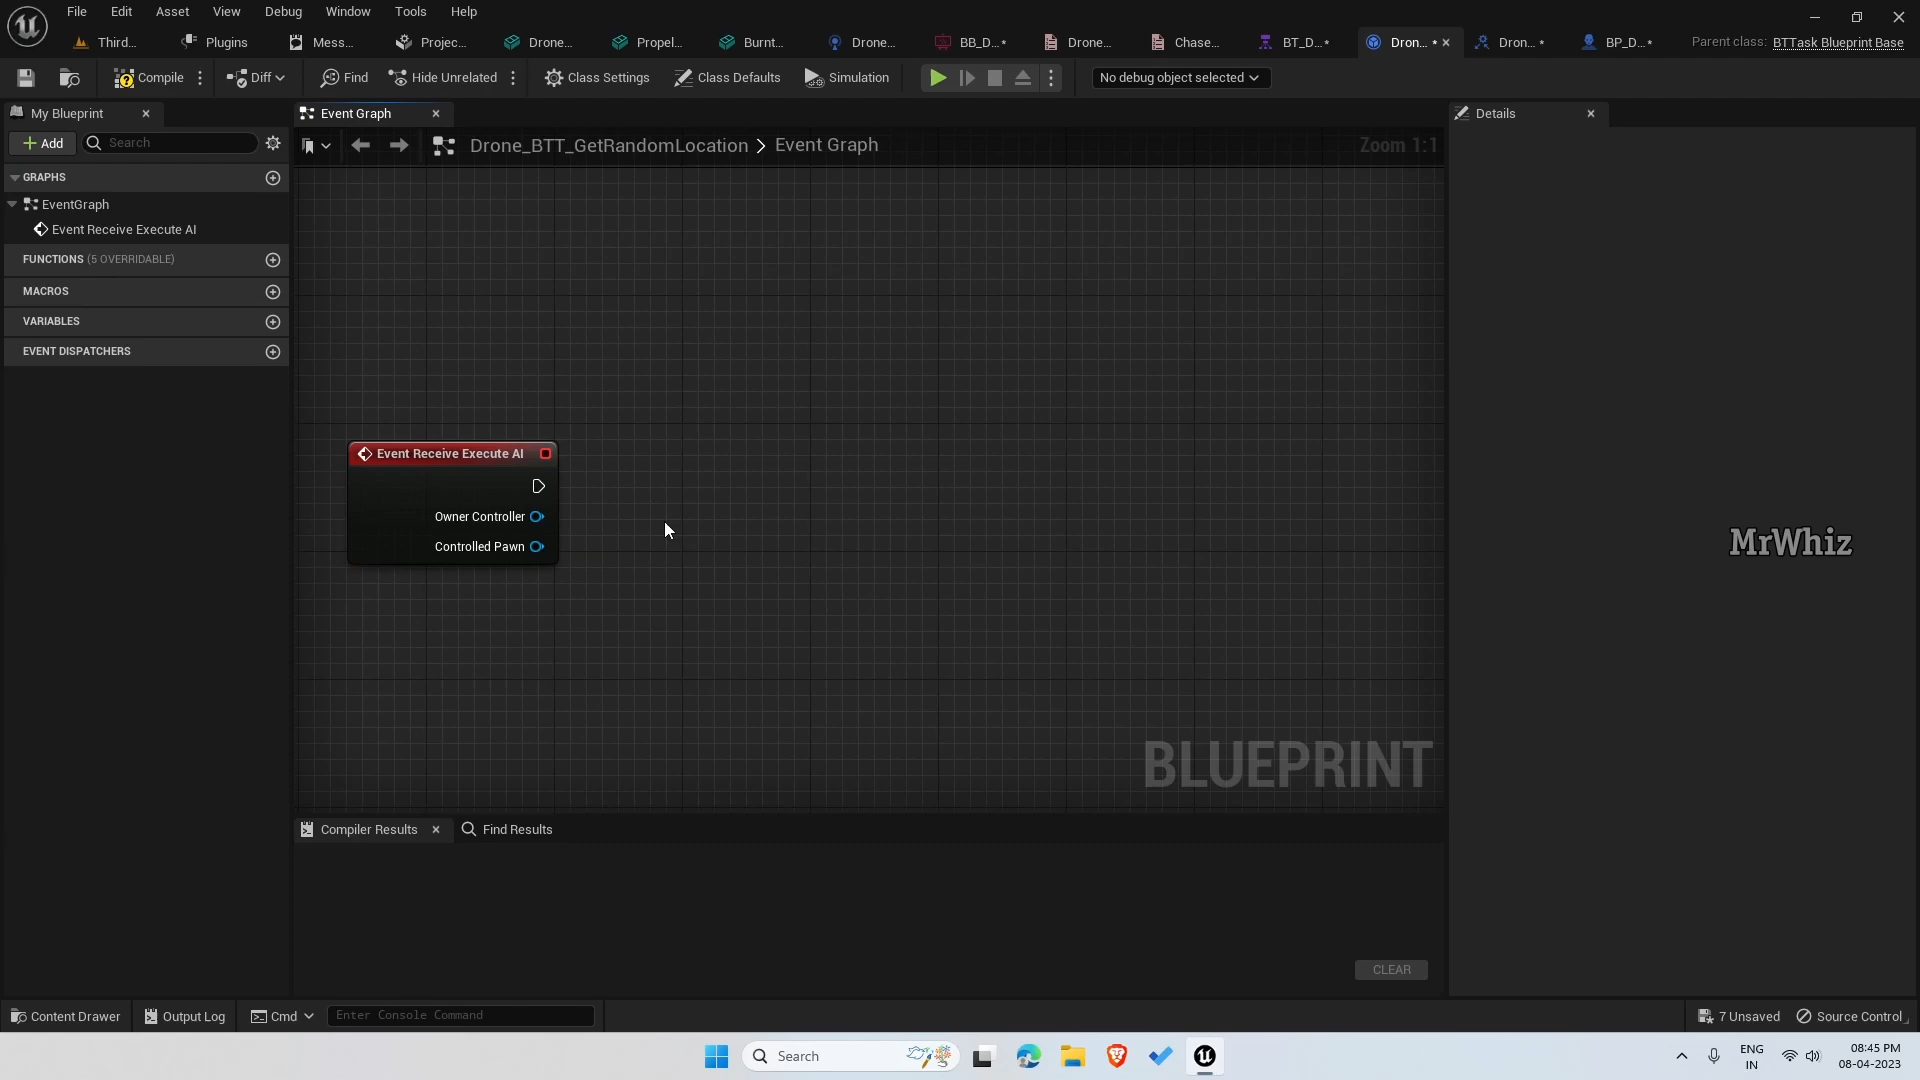 File Edit Asset View Debug Window Tools Help
Third... Plugins Mess... Projec... Drone... Propel... Burnt... Drone... BB_D...* Drone... Chase... BT_D...* Dron... * Dron... * BP_D...* Parent class: BTTask Blueprint Base
Compile Diff Find Hide Unrelated Class Settings Class Defaults Simulation No debug object selected
My Blueprint Event Graph Details
Add Search Drone_BTT_GetRandomLocation > Event Graph Zoom 1:1
GRAPHS
EventGraph
Event Receive Execute AI
FUNCTIONS (5 OVERRIDABLE)
MACROS
VARIABLES
EVENT DISPATCHERS
Event Receive Execute AI
Owner Controller
Controlled Pawn
MrWhiz
BLUEPRINT
Compiler Results Find Results
CLEAR
Content Drawer Output Log Cmd Enter Console Command 7 Unsaved Source Control
Search ENG IN 08:45 PM
08-04-2023